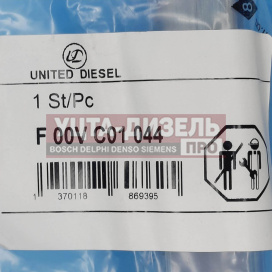 UNITED DIESEL
1 St/Pc
F 00V C01 044
ЮТА ДИЗЕЛЬ
ПРО
BOSCH DELPHI DENSO SIEMENS
1 370118 869395